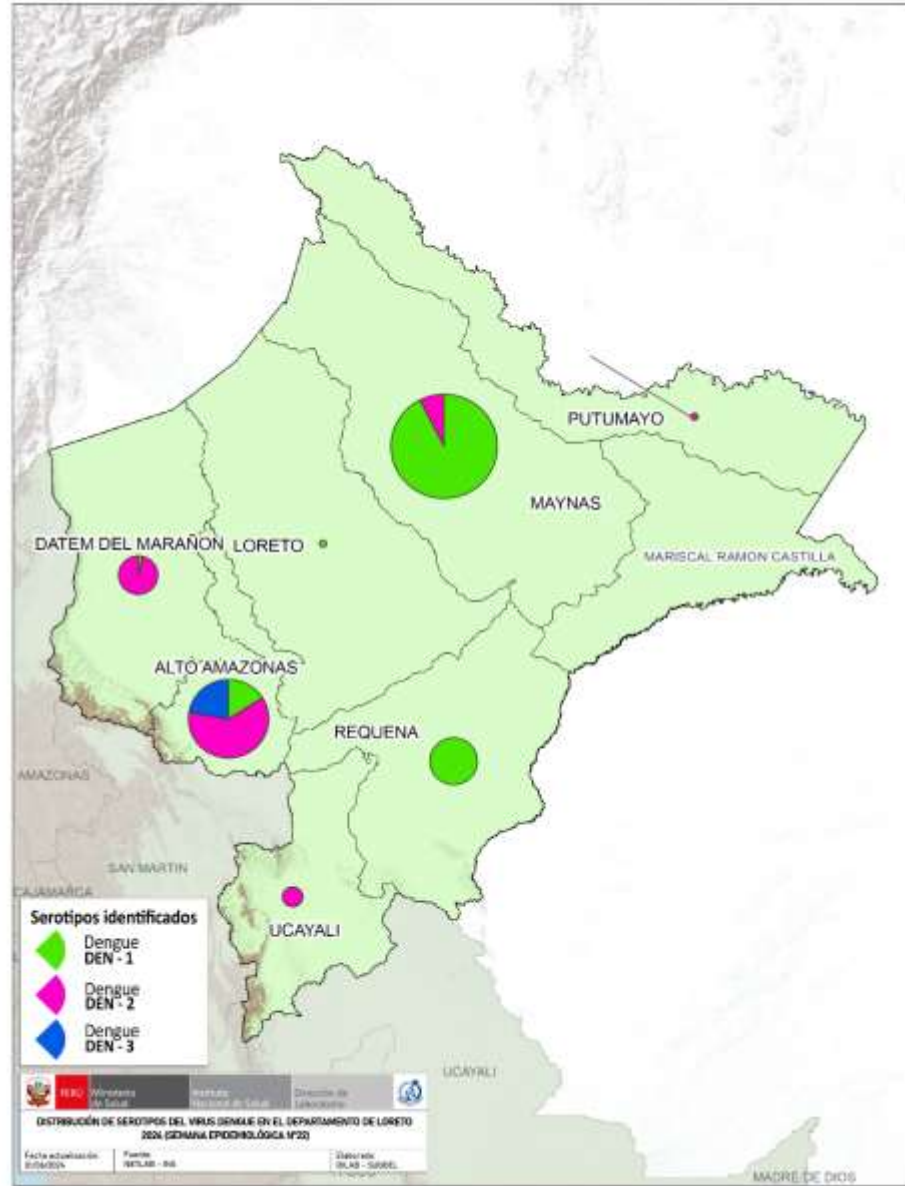 PUTUMAYO
MAYNAS
DATEM DEL MARAÑON
LORETO
MARISCAL RAMON CASTILLA
ALTO AMAZONAS
REQUENA
AMAZONAS
SAN MARTIN
CAJAMARCA
UCAYALI
Serotipos identificados
Dengue
DEN - 1
Dengue
DEN - 2
Dengue
DEN - 3
UCAYALI
PERÚ
Ministerio
de Salud
Instituto
Nacional de Salud
Dirección de
Laboratorio
DISTRIBUCIÓN DE SEROTIPOS DEL VIRUS DENGUE EN EL DEPARTAMENTO DE LORETO
2024 (SEMANA EPIDEMIOLÓGICA N°22)
Fecha actualización:
Fuente:
NETLAB - INS
Elaborado:
MADRE DE DIOS